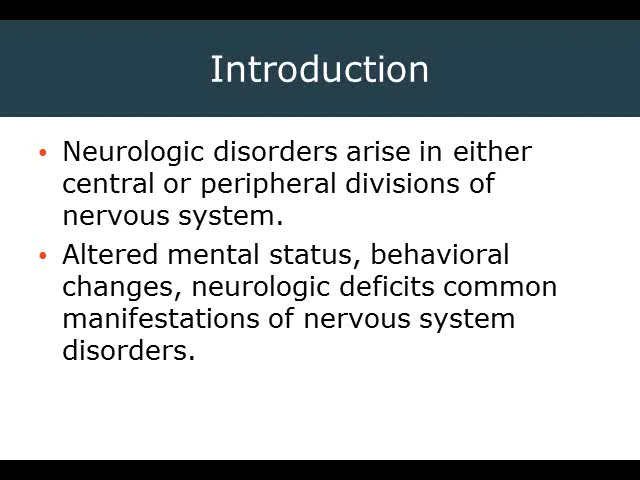 Introduction
• Neurologic disorders arise in either
central or peripheral divisions of
nervous system.
• Altered mental status, behavioral
changes, neurologic deficits common
manifestations of nervous system
disorders.